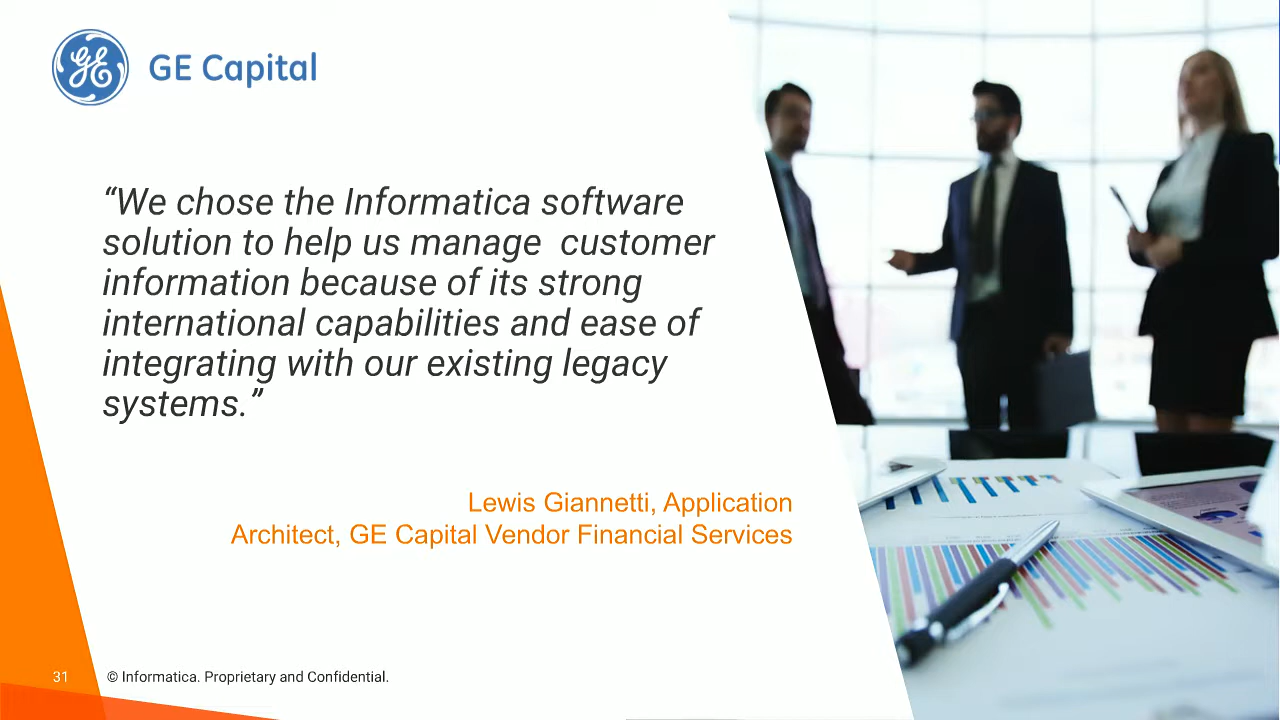 GE GE Capital
“We chose the Informatica software
solution to help us manage  customer
information because of its strong
international capabilities and ease of
integrating with our existing legacy
systems.”
Lewis Giannetti, Application
Architect, GE Capital Vendor Financial Services
31 © Informatica. Proprietary and Confidential.